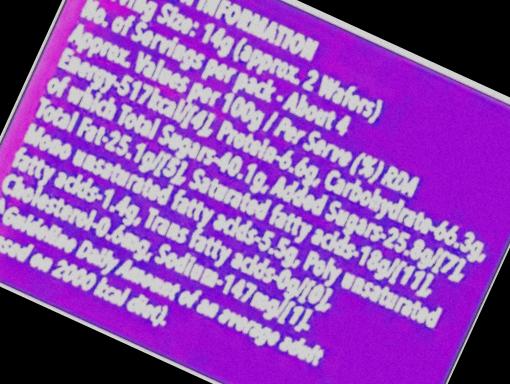 INFORMATION
ving Size: 14g (approx. 2 Wafers)
No. of Servings per pack - About 4
Approx. Values per 100g / Per Serve (%) RDA
Energy-517kcal/[4], Protein-6.6g, Carbohydrate-66.3g,
of which Total Sugars-40.1g, Added Sugars-25.8g/[7],
Total Fat-25.1g/[5], Saturated fatty acids-18g/[11],
Mono unsaturated fatty acids-5.5g, Poly unsaturated
fatty acids-1.4g, Trans fatty acids-0g/[0],
Cholesterol-0.6mg, Sodium-147mg/[1].
Guideline Daily Amount of an average adult
sed on 2000 kcal diet).